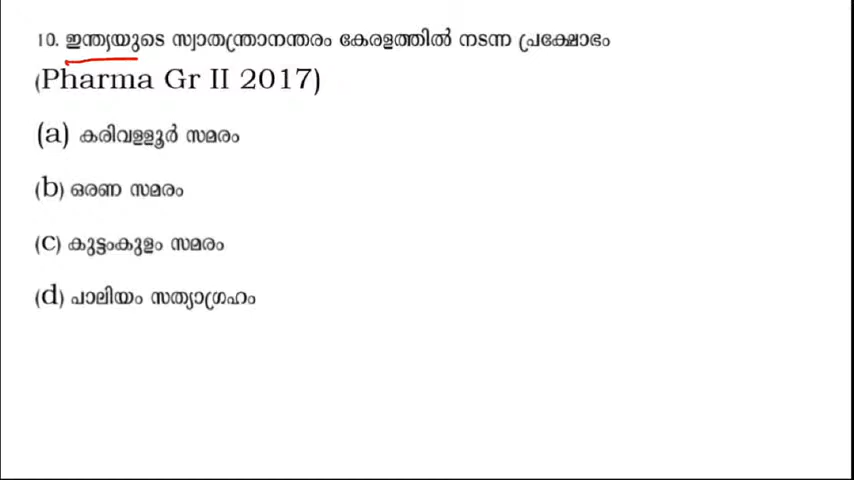 10. ഇന്ത്യയുടെ സ്വാതന്ത്രാനന്തരം കേരളത്തിൽ നടന്ന പ്രക്ഷോഭം
(Pharma Gr II 2017)
(a) കരിവളളൂർ സമരം
(b) ഒരണ സമരം
(c) കുട്ടംകുളം സമരം
(d) പാലിയം സത്യാഗ്രഹം